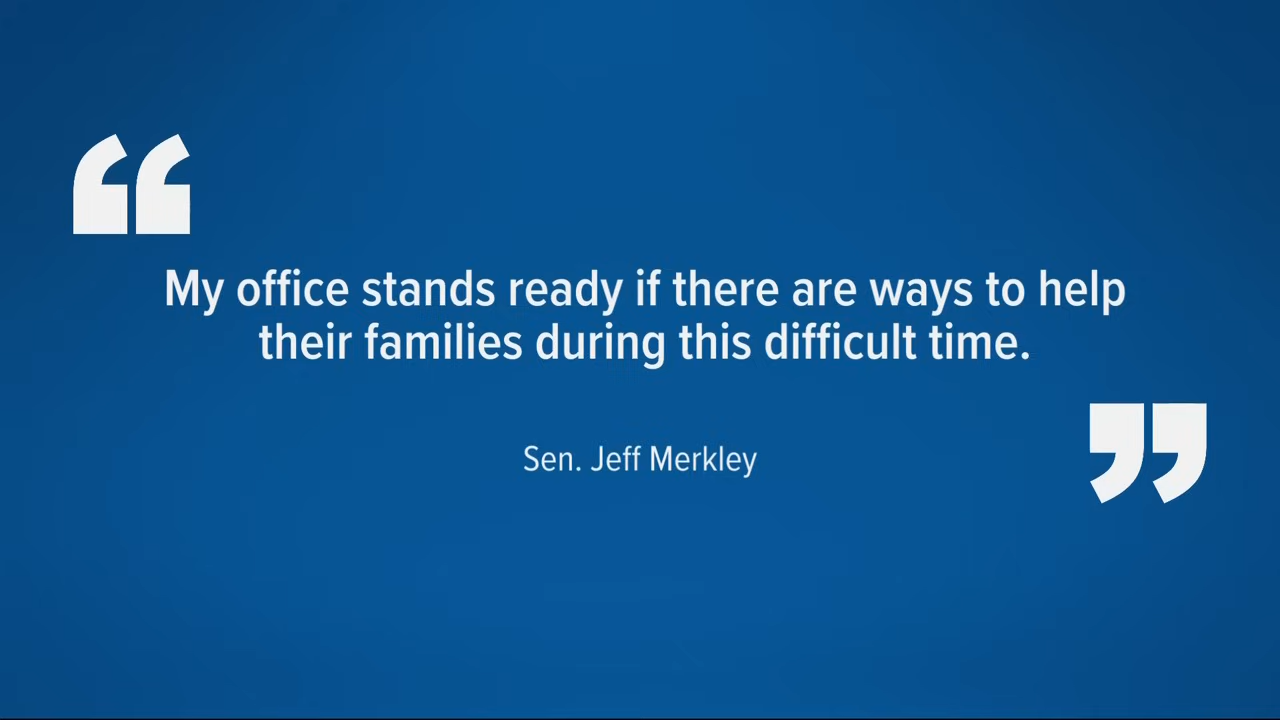 “
My office stands ready if there are ways to help
their families during this difficult time.
”
Sen. Jeff Merkley